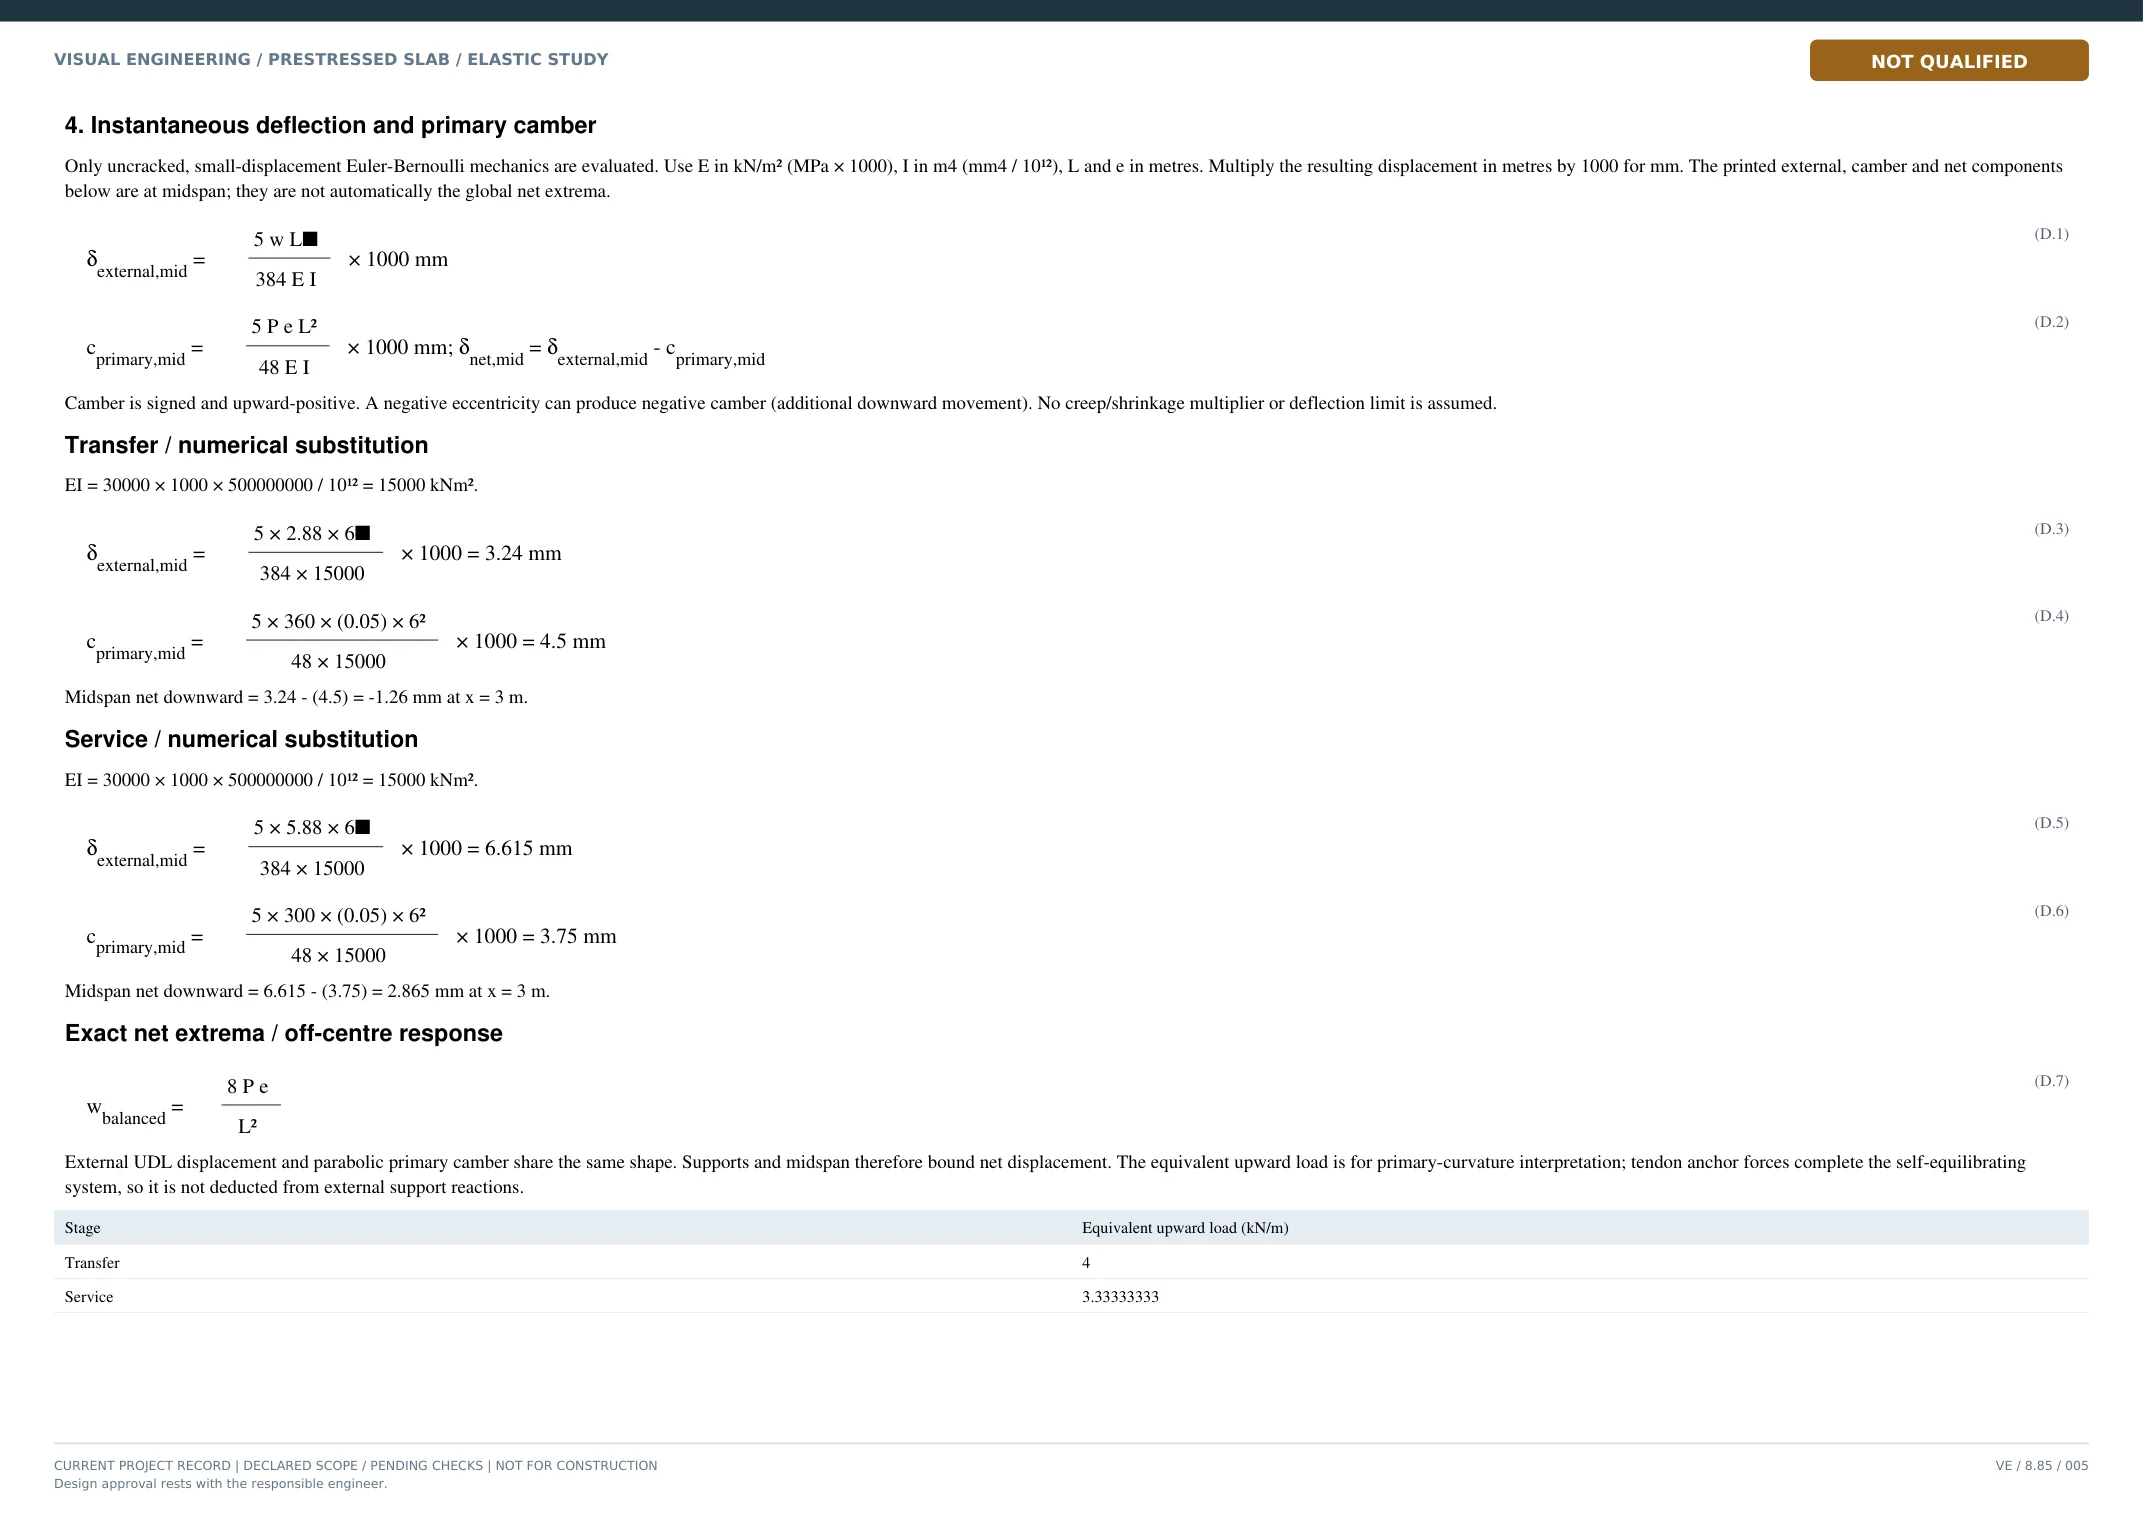 VISUAL ENGINEERING / PRESTRESSED SLAB / ELASTIC STUDY
NOT QUALIFIED
4. Instantaneous deflection and primary camber
Only uncracked, small-displacement Euler-Bernoulli mechanics are evaluated. Use E in kN/m² (MPa × 1000), I in m4 (mm4 / 10¹²), L and e in metres. Multiply the resulting displacement in metres by 1000 for mm. The printed external, camber and net components
below are at midspan; they are not automatically the global net extrema.
5 w L■
(D.1)
δexternal,mid = × 1000 mm
384 E I
5 P e L²
(D.2)
cprimary,mid = × 1000 mm; δnet,mid = δexternal,mid - cprimary,mid
48 E I
Camber is signed and upward-positive. A negative eccentricity can produce negative camber (additional downward movement). No creep/shrinkage multiplier or deflection limit is assumed.
Transfer / numerical substitution
EI = 30000 × 1000 × 500000000 / 10¹² = 15000 kNm².
5 × 2.88 × 6■
(D.3)
δexternal,mid = × 1000 = 3.24 mm
384 × 15000
5 × 360 × (0.05) × 6²
(D.4)
cprimary,mid = × 1000 = 4.5 mm
48 × 15000
Midspan net downward = 3.24 - (4.5) = -1.26 mm at x = 3 m.
Service / numerical substitution
EI = 30000 × 1000 × 500000000 / 10¹² = 15000 kNm².
5 × 5.88 × 6■
(D.5)
δexternal,mid = × 1000 = 6.615 mm
384 × 15000
5 × 300 × (0.05) × 6²
(D.6)
cprimary,mid = × 1000 = 3.75 mm
48 × 15000
Midspan net downward = 6.615 - (3.75) = 2.865 mm at x = 3 m.
Exact net extrema / off-centre response
8 P e
(D.7)
wbalanced =
L²
External UDL displacement and parabolic primary camber share the same shape. Supports and midspan therefore bound net displacement. The equivalent upward load is for primary-curvature interpretation; tendon anchor forces complete the self-equilibrating
system, so it is not deducted from external support reactions.
Stage Equivalent upward load (kN/m)
Transfer 4
Service 3.33333333
CURRENT PROJECT RECORD | DECLARED SCOPE / PENDING CHECKS | NOT FOR CONSTRUCTION
VE / 8.85 / 005
Design approval rests with the responsible engineer.